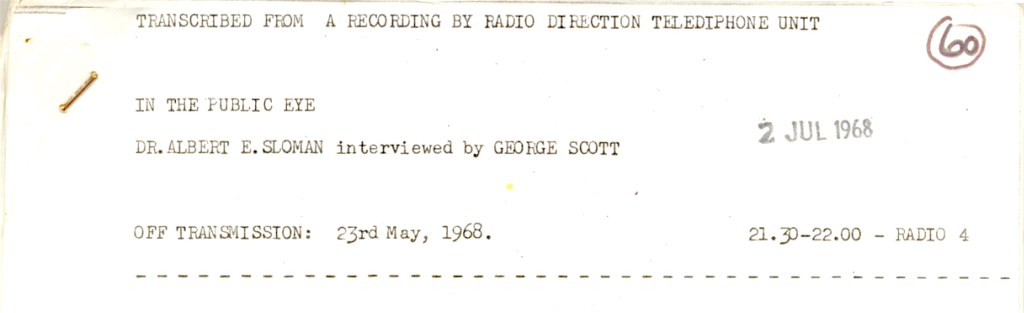 TRANSCRIBED FROM A RECORDING BY RADIO DIRECTION TELEDIPHONE UNIT
60
IN THE PUBLIC EYE
2 JUL 1968
DR.ALBERT E.SLOMAN interviewed by GEORGE SCOTT
OFF TRANSMISSION: 23rd May, 1968. 21.30-22.00 - RADIO 4